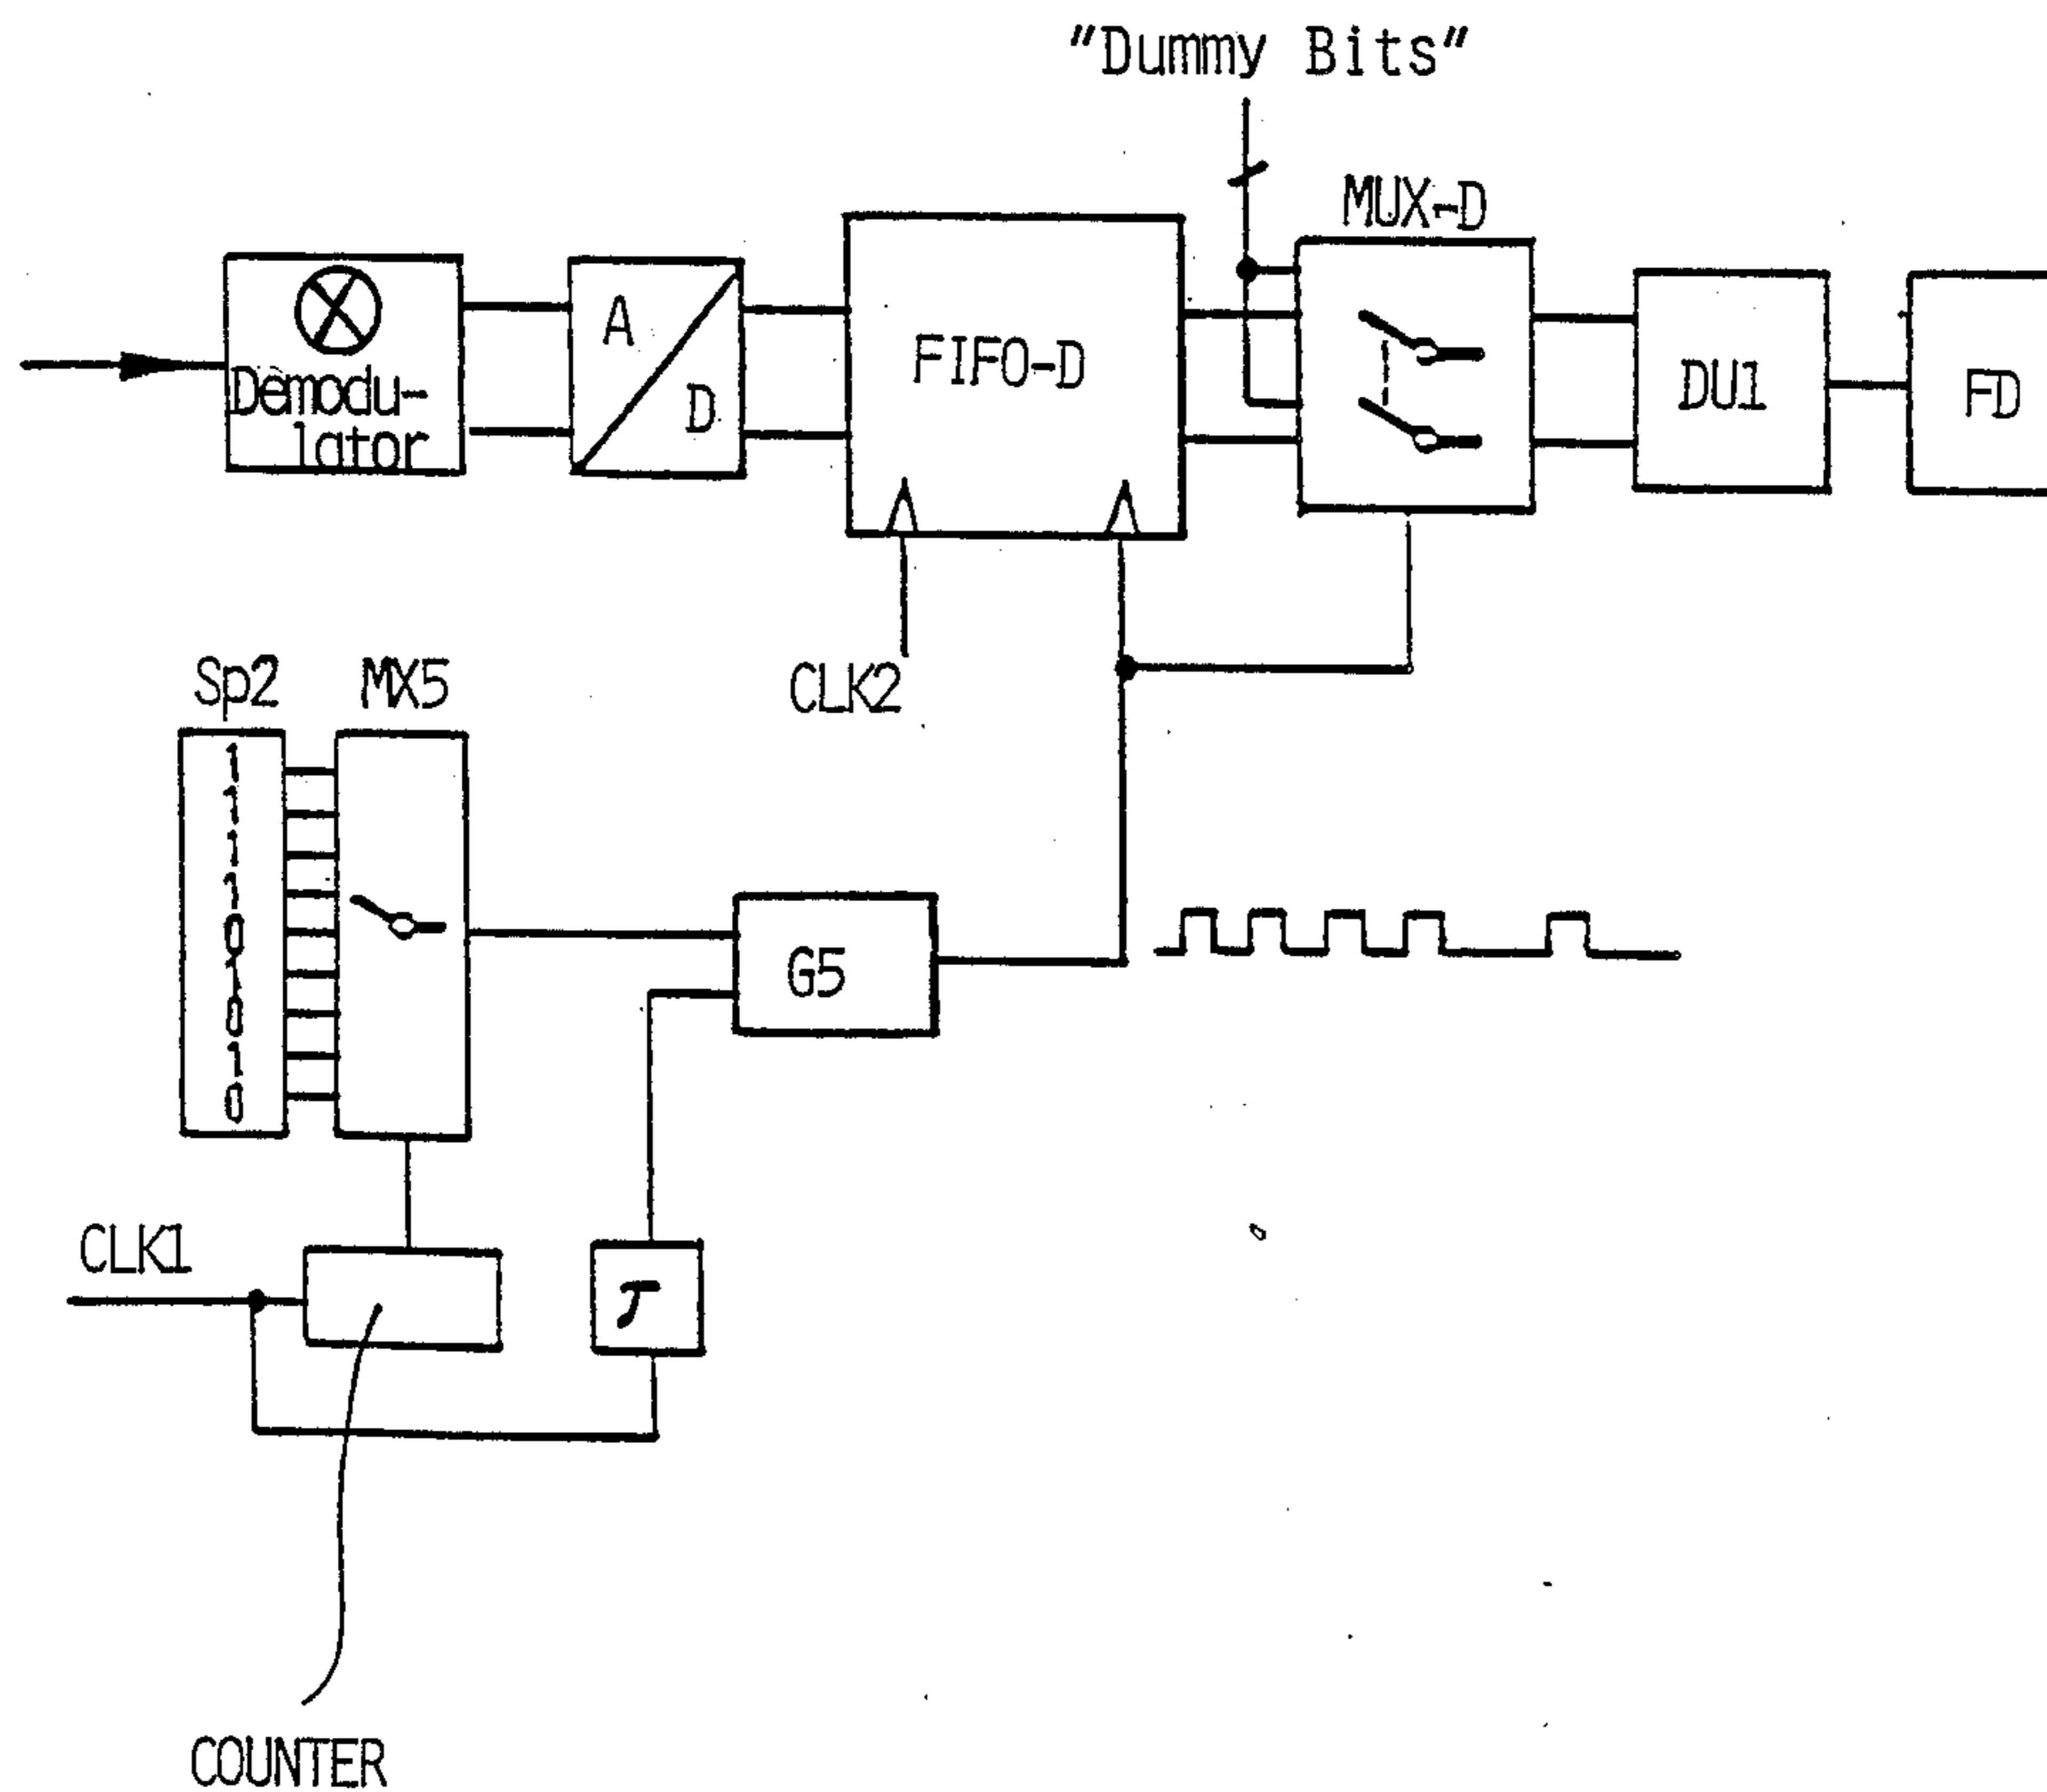 "Dummy Bits"
MUX-D
A
D
FIFO-D
DU1
FD
Demodu-
lator
CLK2
Sp2
MX5
1
1
1
1
0
1
0
1
0
G5
CLK1
τ
COUNTER